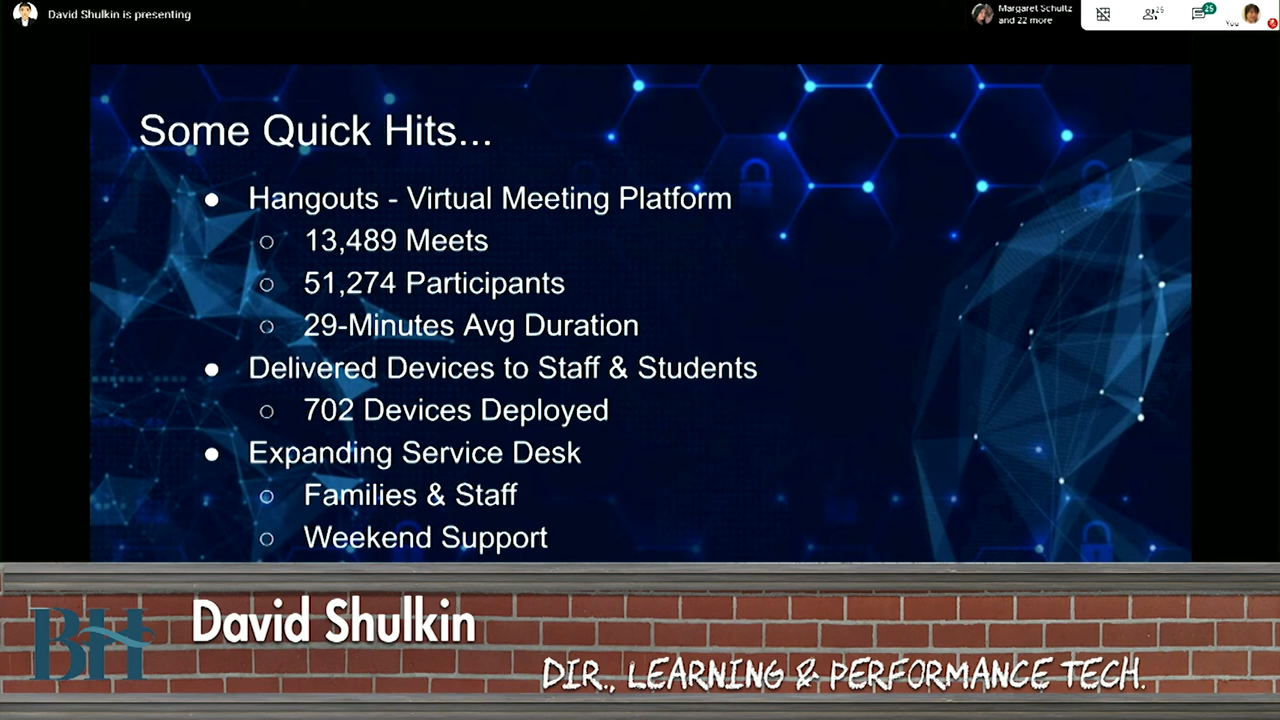 David Shulkin is presenting
Margaret Schultz
and 22 more
25
You
Some Quick Hits...
● Hangouts - Virtual Meeting Platform
○ 13,489 Meets
○ 51,274 Participants
○ 29-Minutes Avg Duration
● Delivered Devices to Staff & Students
○ 702 Devices Deployed
● Expanding Service Desk
○ Families & Staff
○ Weekend Support
BH
David Shulkin
DIR., LEARNING & PERFORMANCE TECH.